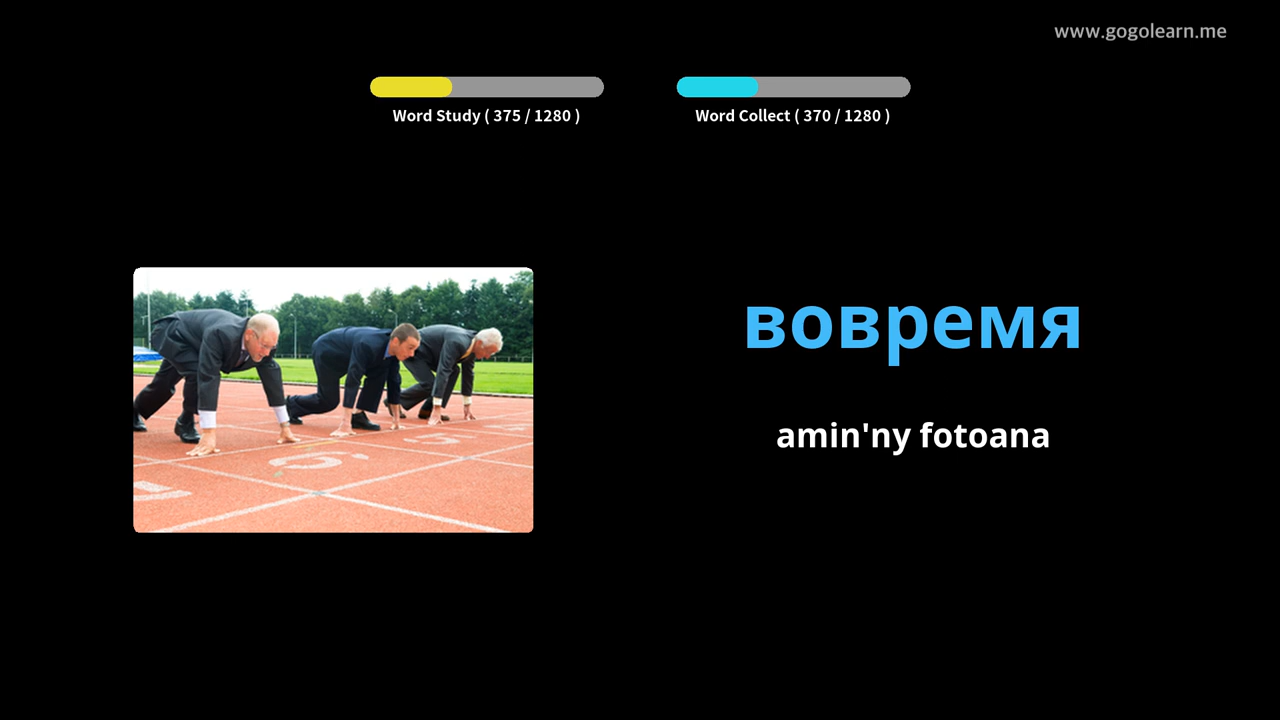 www.gogolearn.me
Word Study ( 375 / 1280 )
Word Collect ( 370 / 1280 )
вовремя
amin'ny fotoana